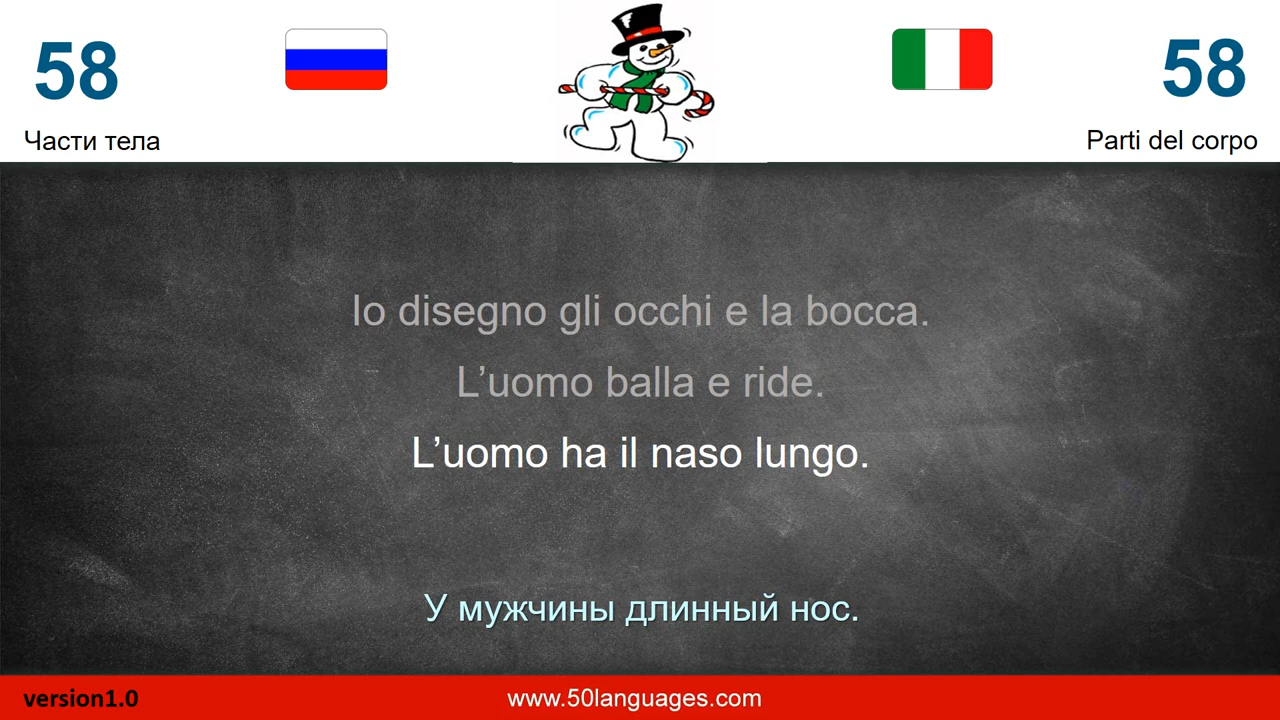 58
58
Части тела
Parti del corpo
Io disegno gli occhi e la bocca.
L’uomo balla e ride.
L’uomo ha il naso lungo.
У мужчины длинный нос.
version1.0
www.50languages.com